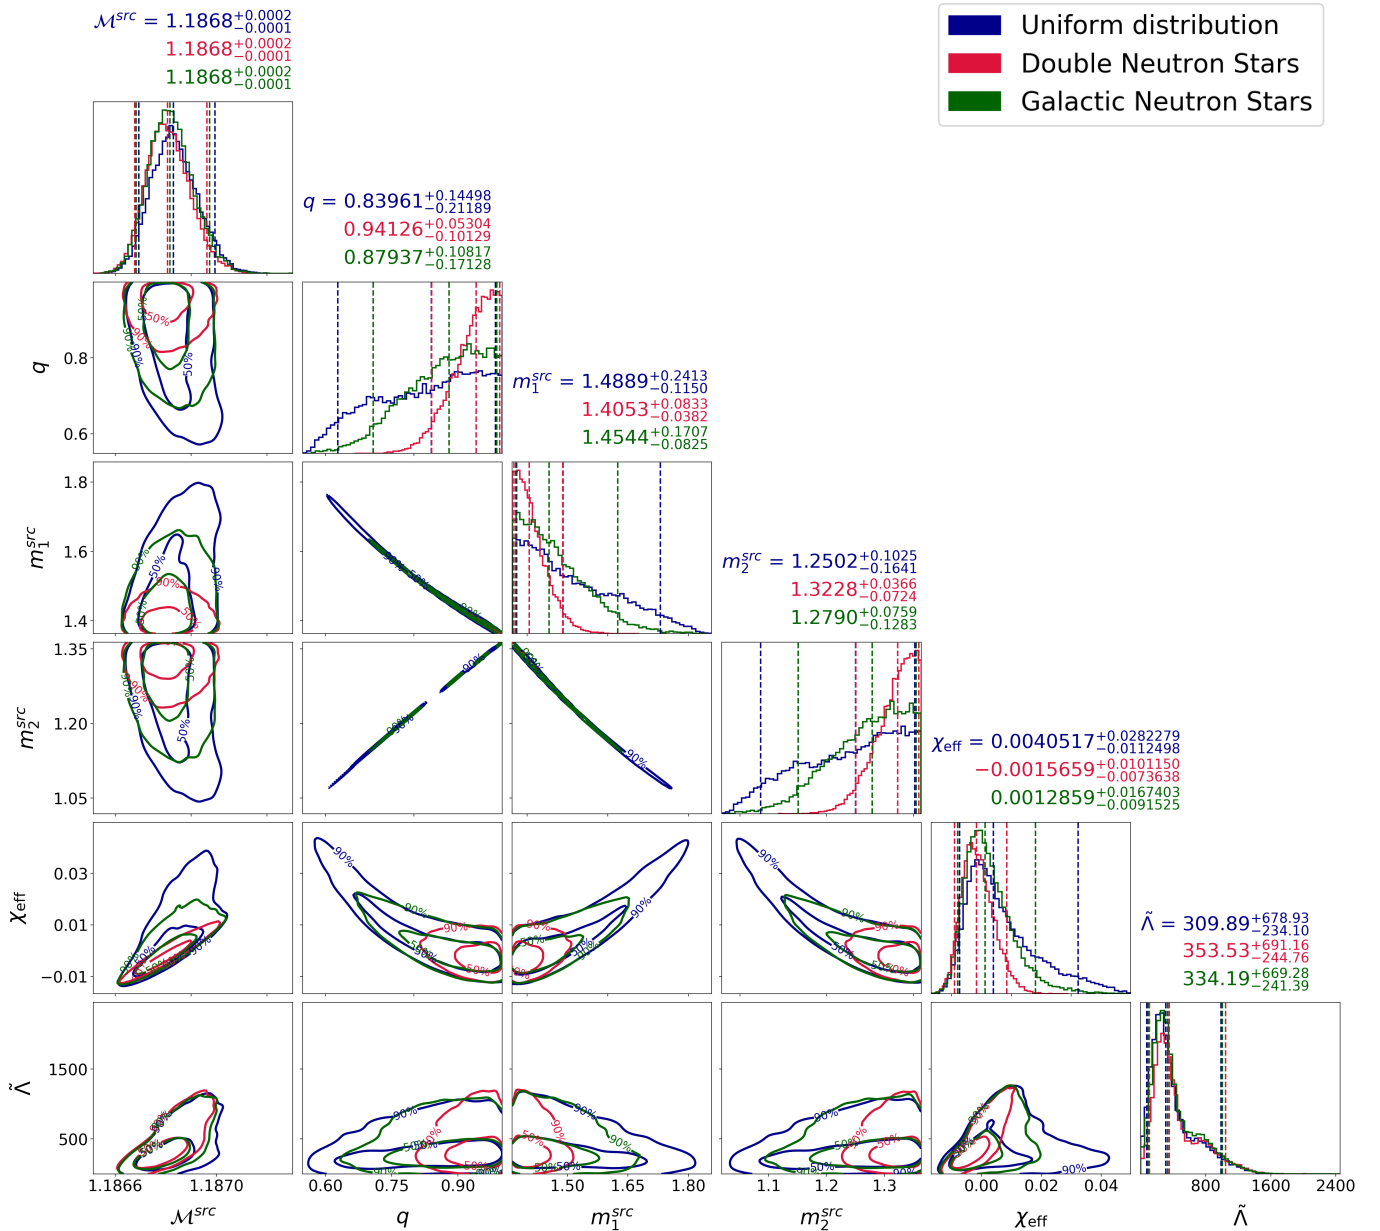 ℳ^src = 1.1868^{+0.0002}_{−0.0001}
1.1868^{+0.0002}_{−0.0001}
1.1868^{+0.0002}_{−0.0001}
Uniform distribution
Double Neutron Stars
Galactic Neutron Stars
q = 0.83961^{+0.14498}_{−0.21189}
0.94126^{+0.05304}_{−0.10129}
0.87937^{+0.10817}_{−0.17128}
q
0.8
0.6
m_1^{src} = 1.4889^{+0.2413}_{−0.1150}
1.4053^{+0.0833}_{−0.0382}
1.4544^{+0.1707}_{−0.0825}
m_1^{src}
1.8
1.6
1.4
m_2^{src} = 1.2502^{+0.1025}_{−0.1641}
1.3228^{+0.0366}_{−0.0724}
1.2790^{+0.0759}_{−0.1283}
m_2^{src}
1.35
1.20
1.05
χ_eff = 0.0040517^{+0.0282279}_{−0.0112498}
−0.0015659^{+0.0101150}_{−0.0073638}
0.0012859^{+0.0167403}_{−0.0091525}
χ_eff
0.03
0.01
−0.01
Λ̃ = 309.89^{+678.93}_{−234.10}
353.53^{+691.16}_{−244.76}
334.19^{+669.28}_{−241.39}
Λ̃
1500
500
1.1866 1.1870
0.60 0.75 0.90
1.50 1.65 1.80
1.1 1.2 1.3
0.00 0.02 0.04
800 1600 2400
ℳ^src q m_1^{src} m_2^{src} χ_eff Λ̃